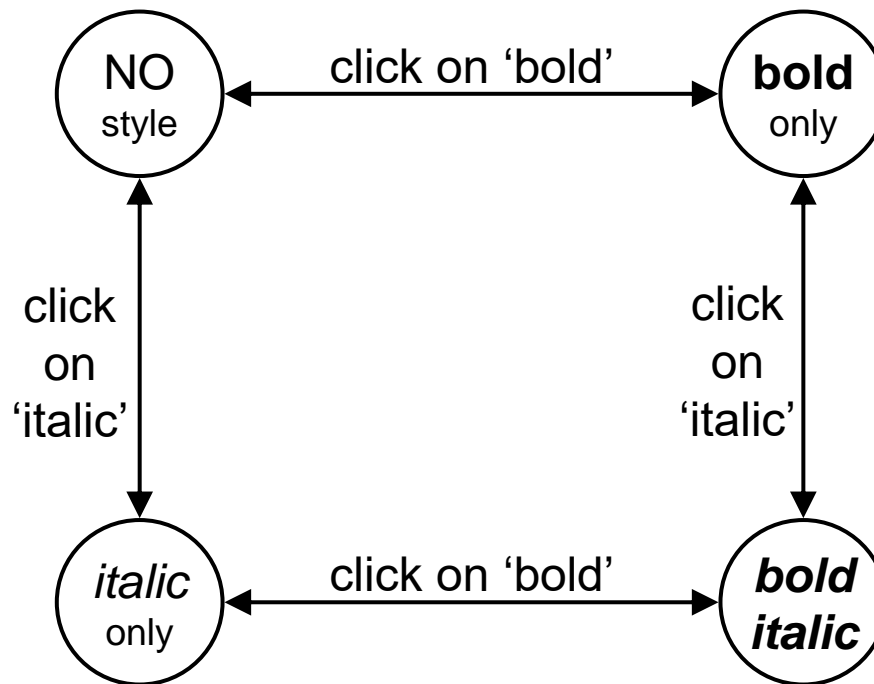 NO
style
click on ‘bold’
bold
only
click
on
‘italic’
click
on
‘italic’
italic
only
click on ‘bold’
bold
italic